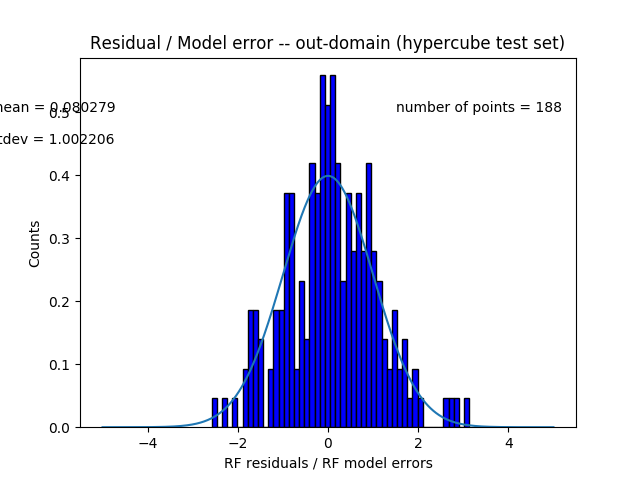 Residual / Model error -- out-domain (hypercube test set)
mean = 0.080279
number of points = 188
stdev = 1.002206
0.5
0.4
0.3
0.2
0.1
0.0
Counts
−4
−2
0
2
4
RF residuals / RF model errors